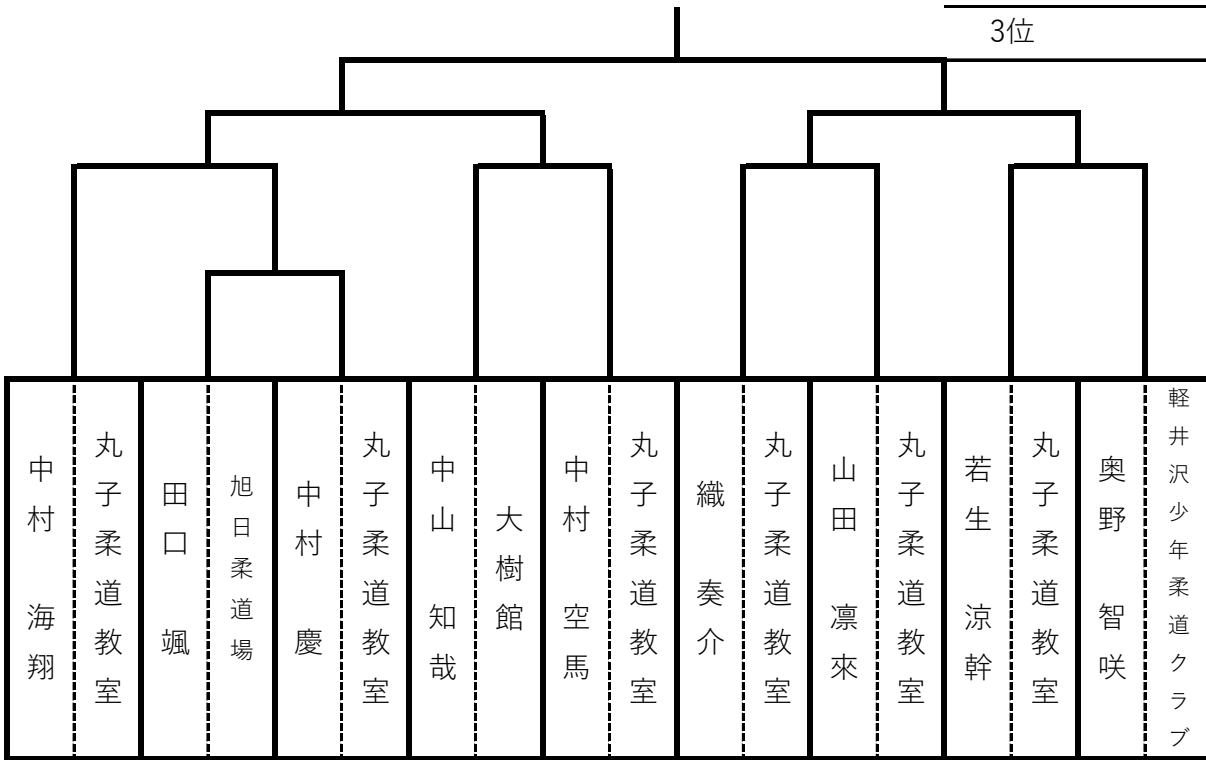 3位
中村 海翔
丸子柔道教室
田口 颯
旭日柔道場
中村 慶
丸子柔道教室
中山 知哉
大樹館
中村 空馬
丸子柔道教室
織 奏介
丸子柔道教室
山田 凛來
丸子柔道教室
若生 涼幹
丸子柔道教室
奥野 智咲
軽井沢少年柔道クラブ